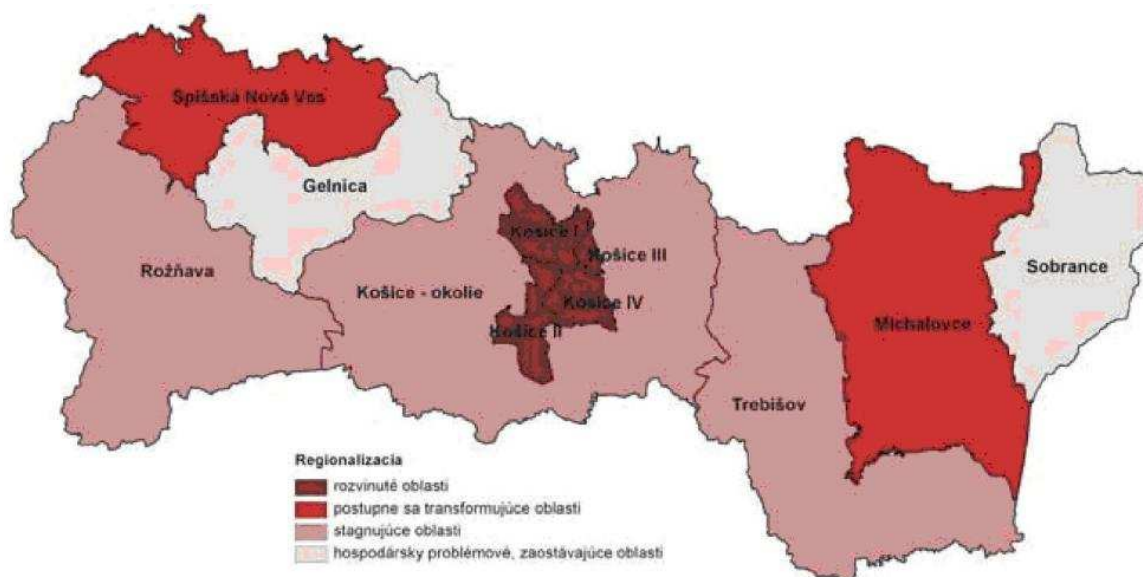 Spišská Nová Ves
Gelnica
Rožňava
Košice - okolie
Košice I
Košice III
Košice IV
Košice II
Trebišov
Michalovce
Sobrance
Regionalizacia
rozvinuté oblasti
postupne sa transformujúce oblasti
stagnujúce oblasti
hospodársky problémové, zaostávajúce oblasti